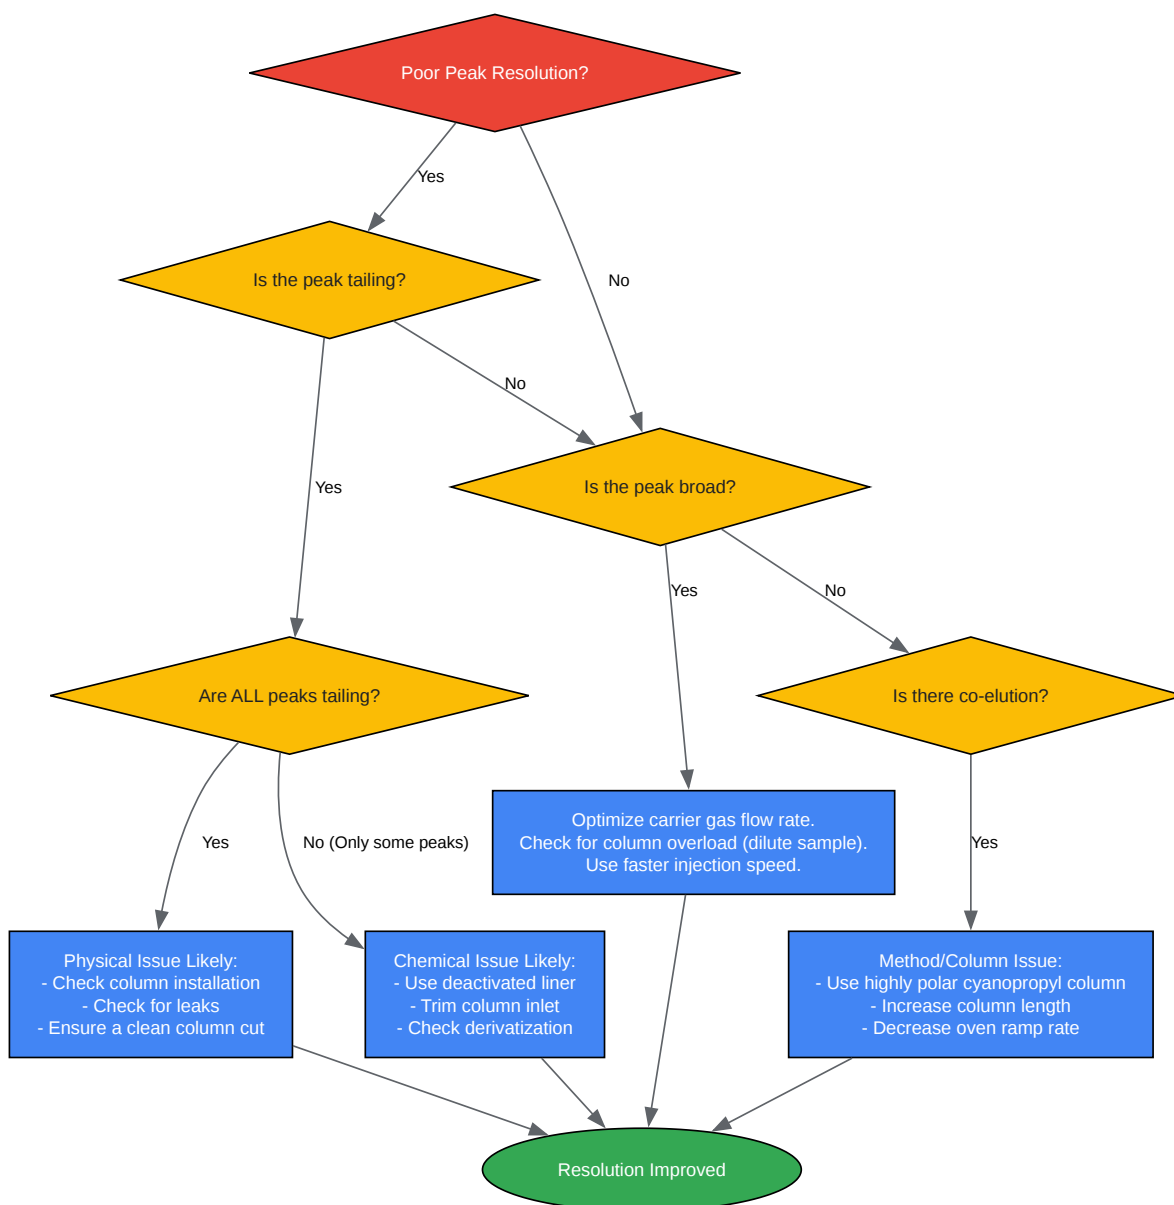 Poor Peak Resolution?
Yes
Is the peak tailing?
No
No
Yes
Is the peak broad?
Yes
No
Are ALL peaks tailing?
Is there co-elution?
Yes
No (Only some peaks)
Optimize carrier gas flow rate.
Check for column overload (dilute sample).
Use faster injection speed.
Yes
Physical Issue Likely:
- Check column installation
- Check for leaks
- Ensure a clean column cut
Chemical Issue Likely:
- Use deactivated liner
- Trim column inlet
- Check derivatization
Method/Column Issue:
- Use highly polar cyanopropyl column
- Increase column length
- Decrease oven ramp rate
Resolution Improved